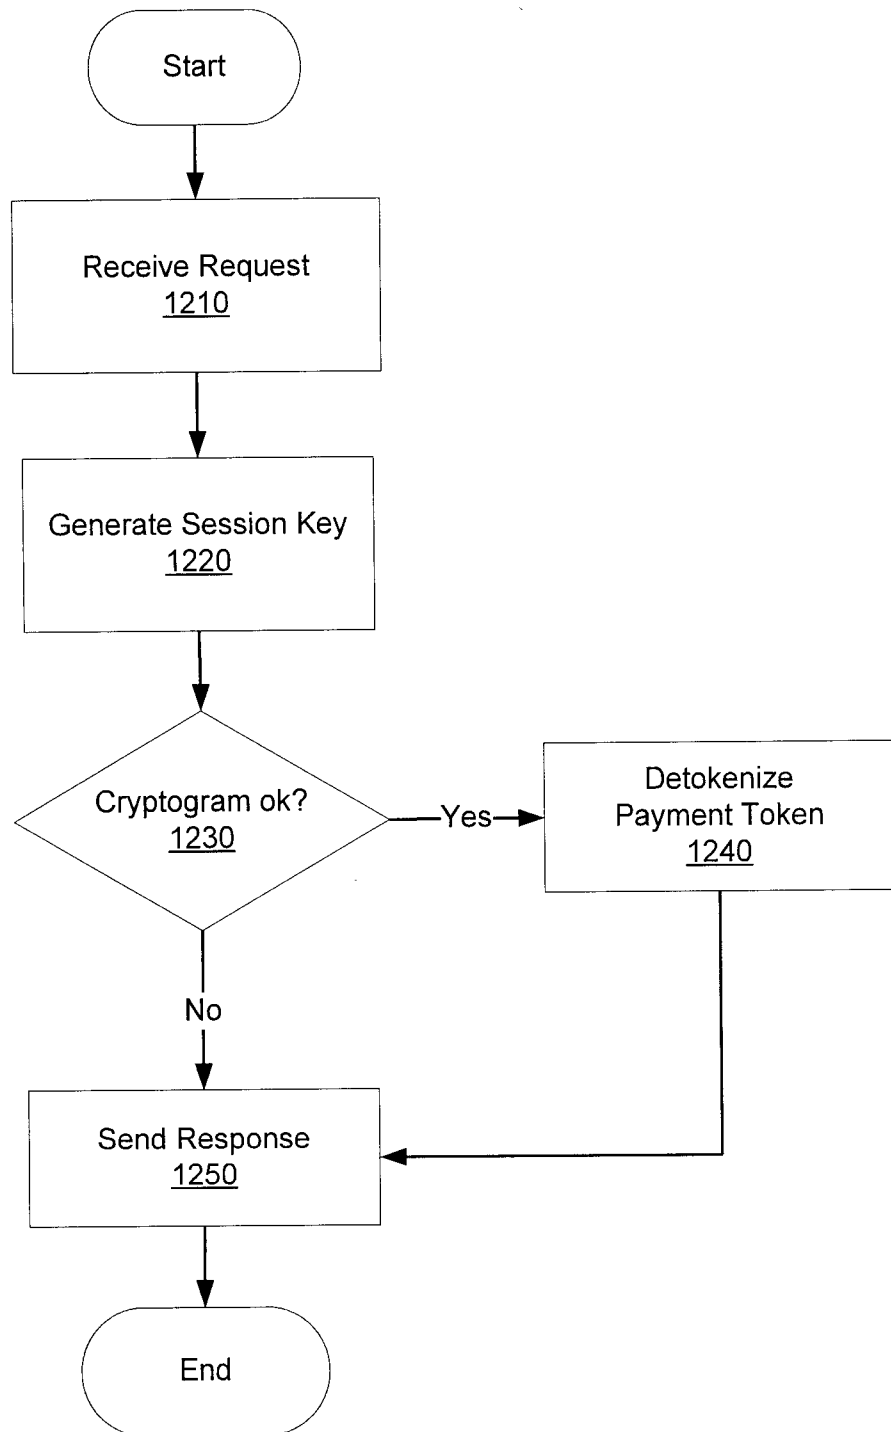 Start
Receive Request
1210
Generate Session Key
1220
Cryptogram ok?
1230
Yes
Detokenize
Payment Token
1240
No
Send Response
1250
End